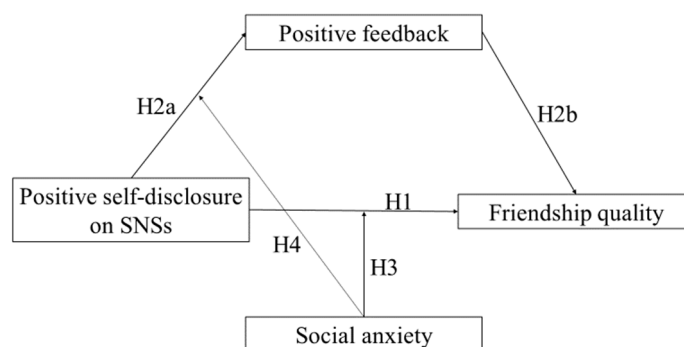 Positive feedback
H2a
H2b
Positive self-disclosure
on SNSs
H1
Friendship quality
H4
H3
Social anxiety